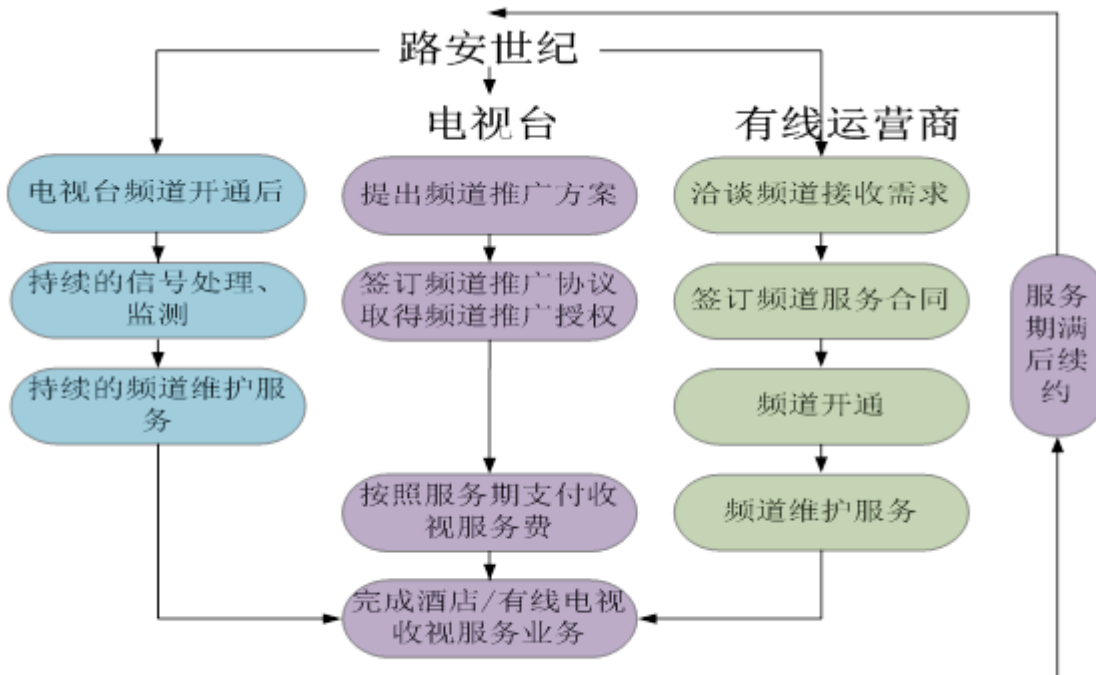 路安世纪
电视台
有线运营商
电视台频道开通后
持续的信号处理、
监测
持续的频道维护服
务
提出频道推广方案
签订频道推广协议
取得频道推广授权
按照服务期支付收
视服务费
完成酒店/有线电视
收视服务业务
洽谈频道接收需求
签订频道服务合同
频道开通
频道维护服务
服务
期满
后续
约